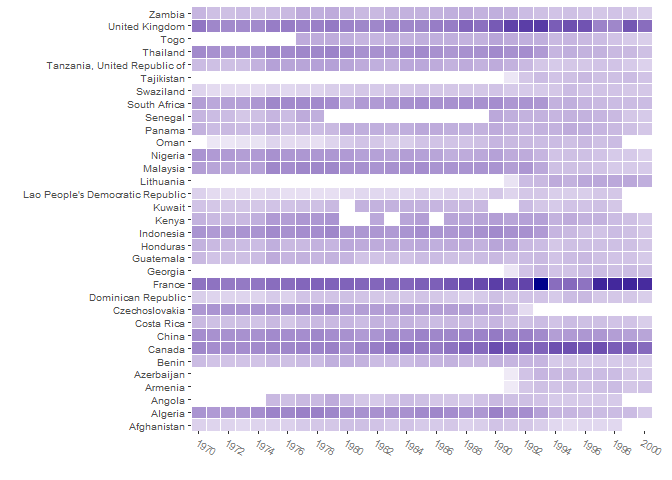 Zambia
United Kingdom
Togo
Thailand
Tanzania, United Republic of
Tajikistan
Swaziland
South Africa
Senegal
Panama
Oman
Nigeria
Malaysia
Lithuania
Lao People's Democratic Republic
Kuwait
Kenya
Indonesia
Honduras
Guatemala
Georgia
France
Dominican Republic
Czechoslovakia
Costa Rica
China
Canada
Benin
Azerbaijan
Armenia
Angola
Algeria
Afghanistan
1970 1972 1974 1976 1978 1980 1982 1984 1986 1988 1990 1992 1994 1996 1998 2000